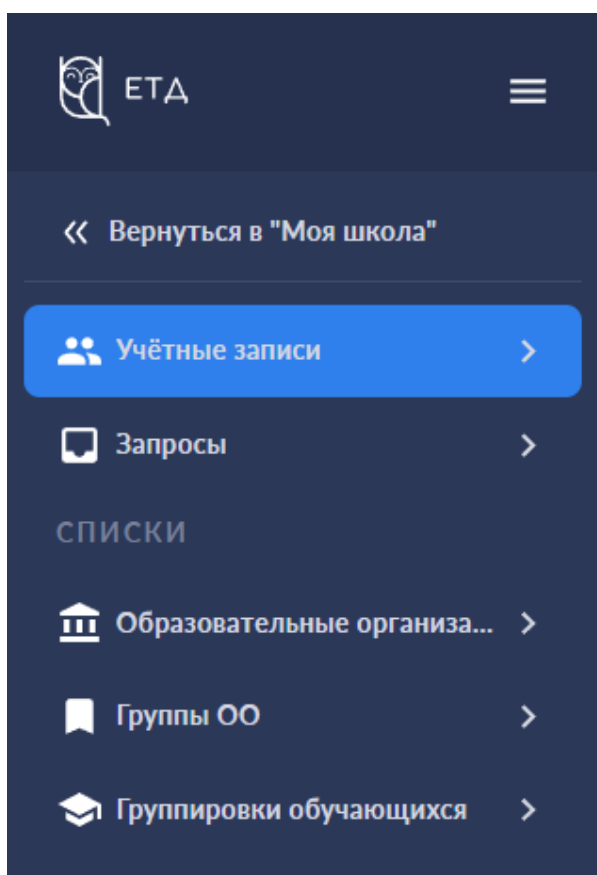 ЕТД
Вернуться в "Моя школа"
Учётные записи
Запросы
СПИСКИ
Образовательные организа...
Группы ОО
Группировки обучающихся